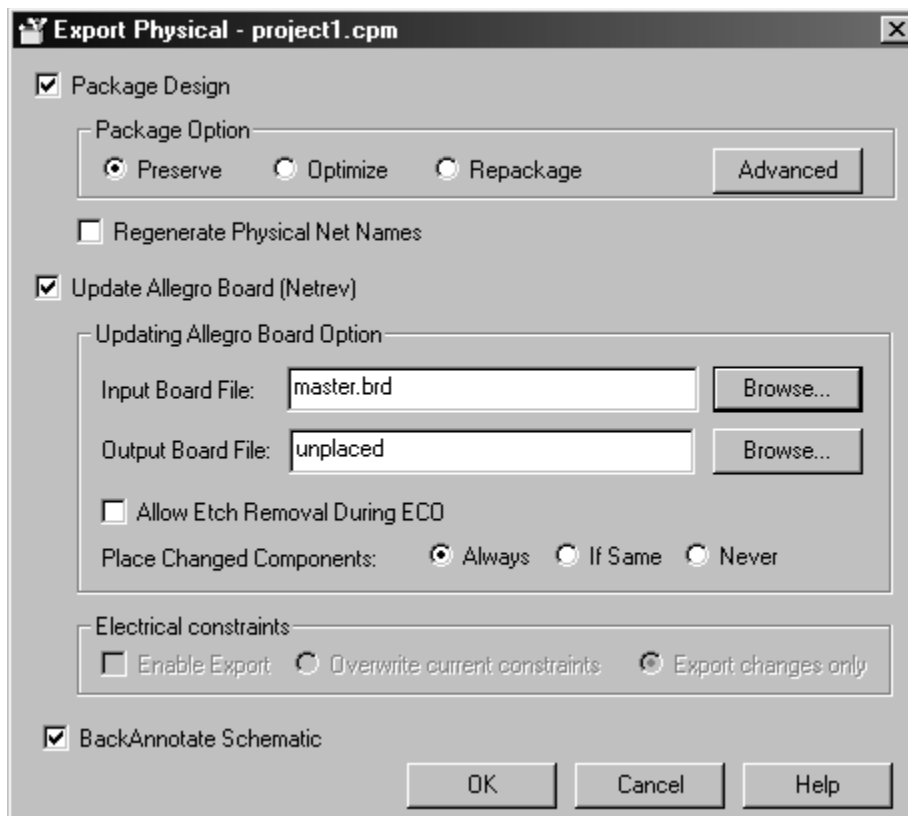 Export Physical - project1.cpm
Package Design
Package Option
Preserve Optimize Repackage Advanced
Regenerate Physical Net Names
Update Allegro Board (Netrev)
Updating Allegro Board Option
Input Board File: master.brd Browse...
Output Board File: unplaced Browse...
Allow Etch Removal During ECO
Place Changed Components: Always If Same Never
Electrical constraints
Enable Export Overwrite current constraints Export changes only
BackAnnotate Schematic
OK Cancel Help